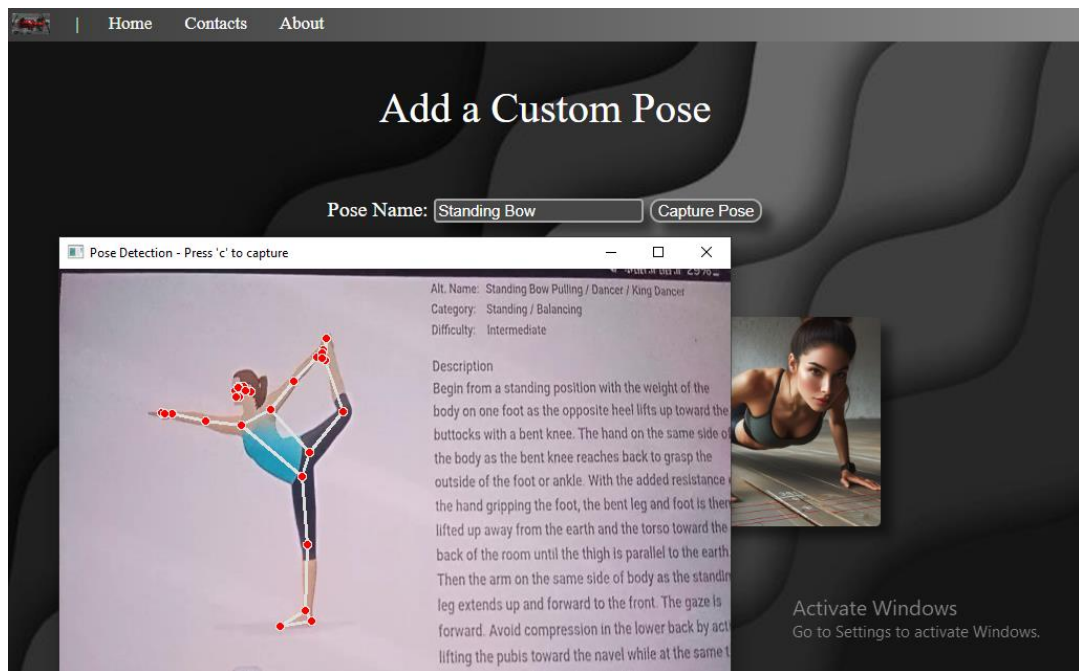 | Home Contacts About
Add a Custom Pose
Pose Name: Standing Bow Capture Pose
Pose Detection - Press 'c' to capture
29%
Alt. Name: Standing Bow Pulling / Dancer / King Dancer
Category: Standing / Balancing
Difficulty: Intermediate
Description
Begin from a standing position with the weight of the
body on one foot as the opposite heel lifts up toward the
buttocks with a bent knee. The hand on the same side
the body as the bent knee reaches back to grasp the
outside of the foot or ankle. With the added resistance
the hand gripping the foot, the bent leg and foot is then
lifted up away from the earth and the torso toward the
back of the room until the thigh is parallel to the earth.
Then the arm on the same side of body as the standin
leg extends up and forward to the front. The gaze is
forward. Avoid compression in the lower back by acti
lifting the pubis toward the navel while at the same t
Activate Windows
Go to Settings to activate Windows.